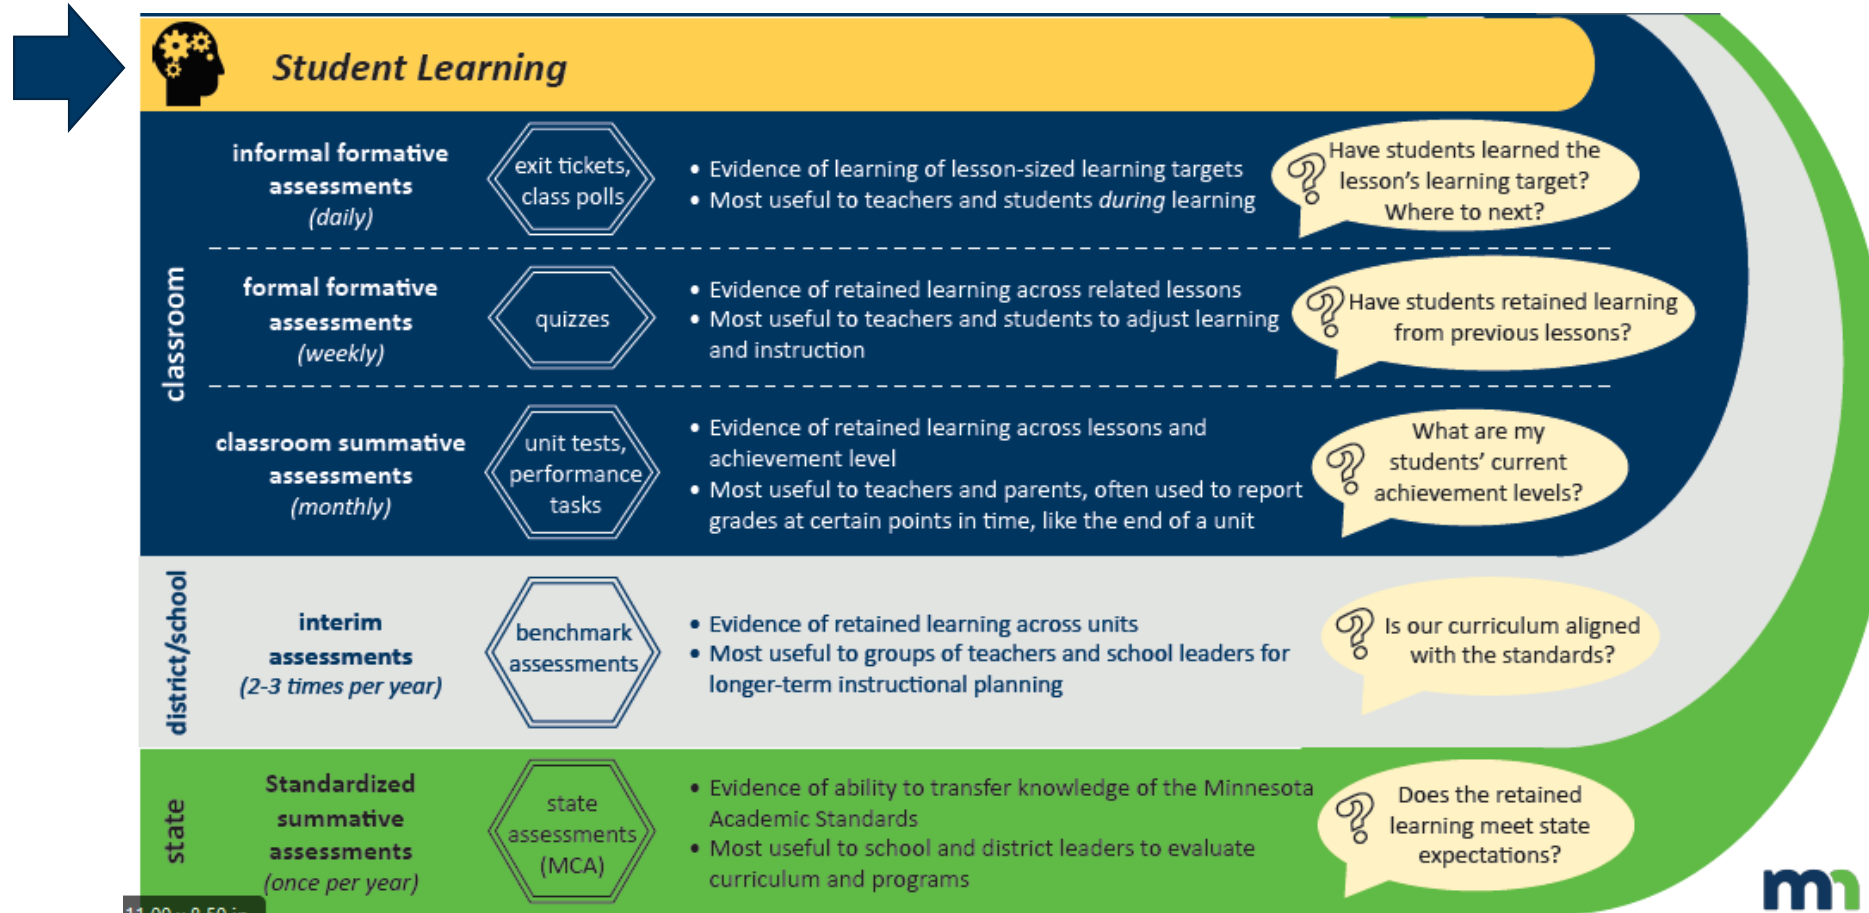 Student Learning
classroom
informal formative
assessments
(daily)
exit tickets,
class polls
• Evidence of learning of lesson-sized learning targets
• Most useful to teachers and students during learning
Have students learned the
lesson's learning target?
Where to next?
formal formative
assessments
(weekly)
quizzes
• Evidence of retained learning across related lessons
• Most useful to teachers and students to adjust learning
and instruction
Have students retained learning
from previous lessons?
classroom summative
assessments
(monthly)
unit tests,
performance
tasks
• Evidence of retained learning across lessons and
achievement level
• Most useful to teachers and parents, often used to report
grades at certain points in time, like the end of a unit
What are my
students' current
achievement levels?
district/school
interim
assessments
(2-3 times per year)
benchmark
assessments
• Evidence of retained learning across units
• Most useful to groups of teachers and school leaders for
longer-term instructional planning
Is our curriculum aligned
with the standards?
state
Standardized
summative
assessments
(once per year)
state
assessments
(MCA)
• Evidence of ability to transfer knowledge of the Minnesota
Academic Standards
• Most useful to school and district leaders to evaluate
curriculum and programs
Does the retained
learning meet state
expectations?
mn